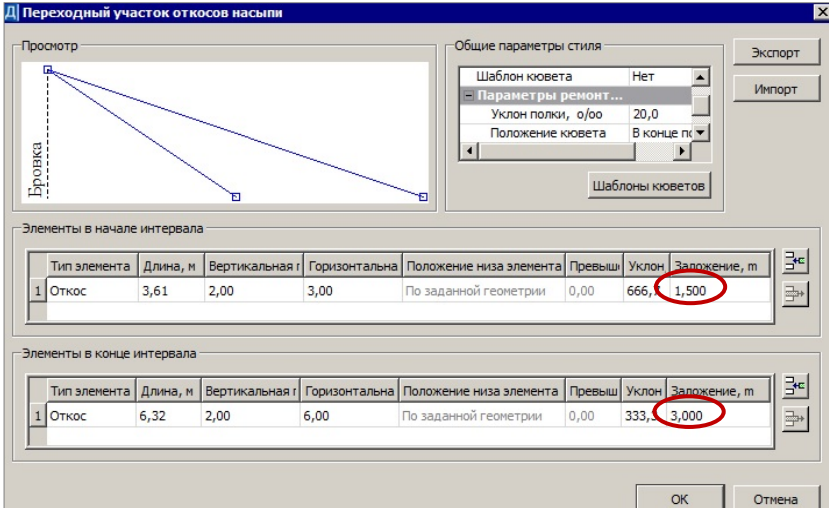 Переходный участок откосов насыпи
Просмотр
Бровка
Общие параметры стиля
Шаблон кювета Нет
Параметры ремонт...
Уклон полки, о/оо 20,0
Положение кювета В конце по
Шаблоны кюветов
Экспорт
Импорт
Элементы в начале интервала
Тип элемента Длина, м Вертикальная г Горизонтальна Положение низа элемента Превыш Уклон Заложение, m
1 Откос 3,61 2,00 3,00 По заданной геометрии 0,00 666,7 1,500
Элементы в конце интервала
Тип элемента Длина, м Вертикальная г Горизонтальна Положение низа элемента Превыш Уклон Заложение, m
1 Откос 6,32 2,00 6,00 По заданной геометрии 0,00 333,3 3,000
ОК Отмена